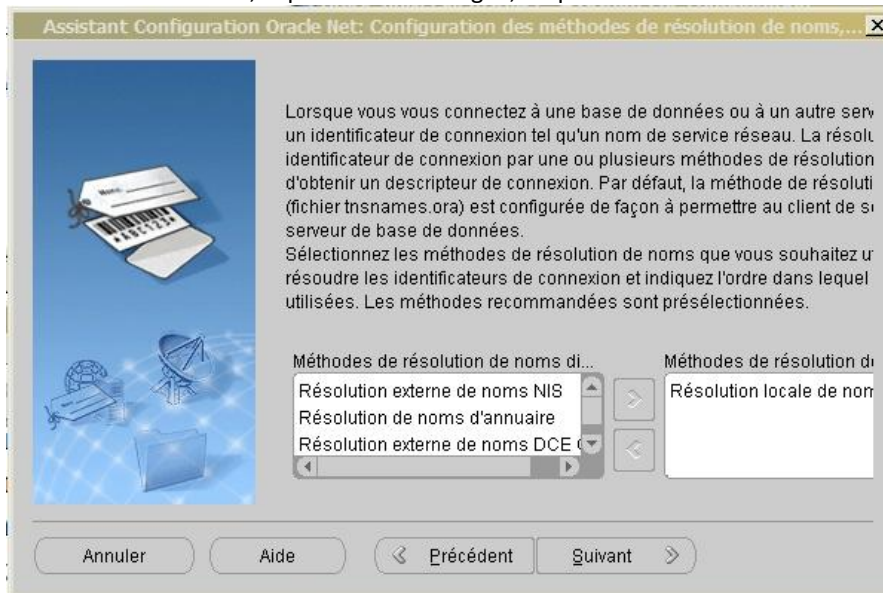 Assistant Configuration Oracle Net: Configuration des méthodes de résolution de noms,...
Lorsque vous vous connectez à une base de données ou à un autre
un identificateur de connexion tel qu'un nom de service réseau. La
identificateur de connexion par une ou plusieurs méthodes de résolution
d'obtenir un descripteur de connexion. Par défaut, la méthode de
(fichier tnsnames.ora) est configurée de façon à permettre au client de
serveur de base de données.
Sélectionnez les méthodes de résolution de noms que vous souhaitez
résoudre les identificateurs de connexion et indiquez l'ordre dans lequel
utilisées. Les méthodes recommandées sont présélectionnées.
Méthodes de résolution de noms di...
Méthodes de résolution
Résolution externe de noms NIS
Résolution de noms d'annuaire
Résolution externe de noms DCE
Résolution locale de
Annuler
Aide
Précédent
Suivant